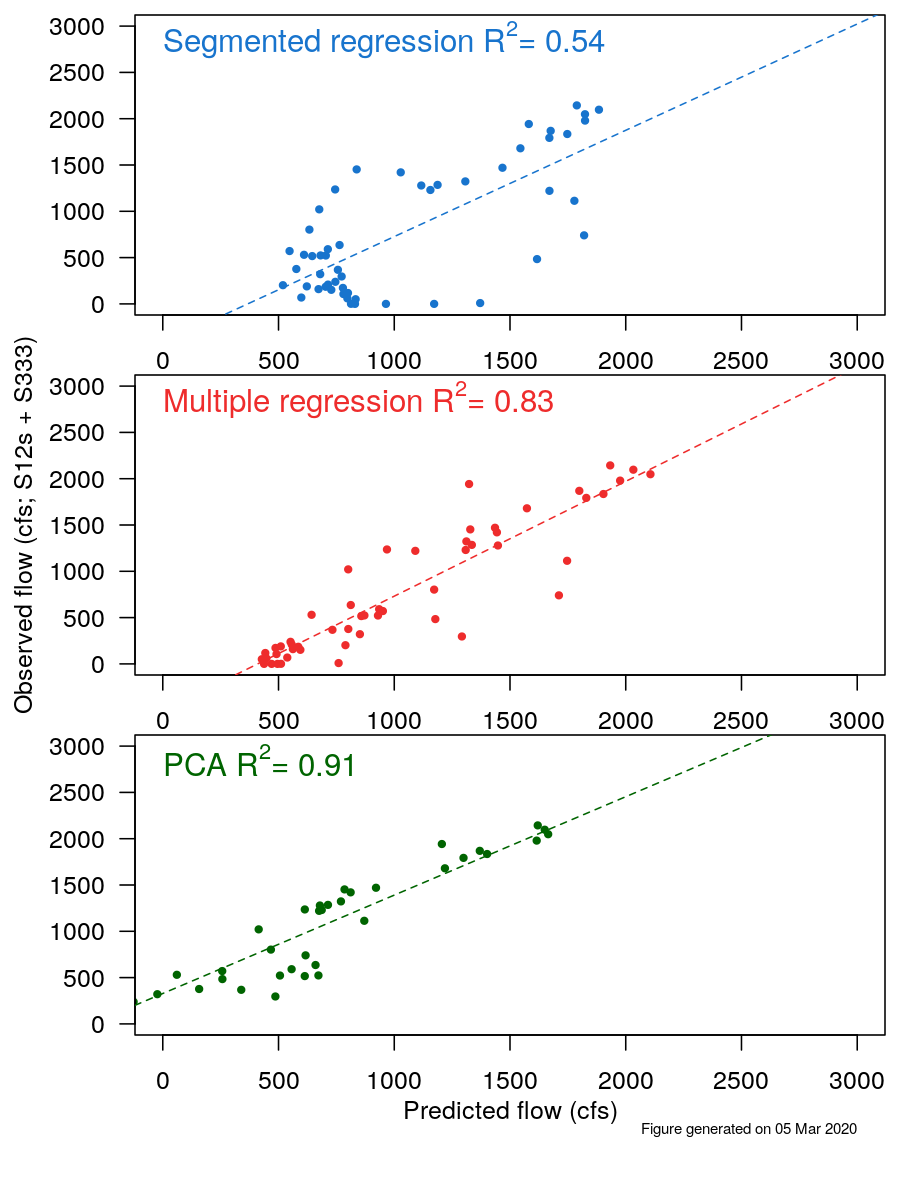 Segmented regression R2= 0.54
3000
2500
2000
1500
1000
500
0
0 500 1000 1500 2000 2500 3000
Multiple regression R2= 0.83
3000
2500
2000
1500
1000
500
0
0 500 1000 1500 2000 2500 3000
PCA R2= 0.91
3000
2500
2000
1500
1000
500
0
0 500 1000 1500 2000 2500 3000
Observed flow (cfs; S12s + S333)
Predicted flow (cfs)
Figure generated on 05 Mar 2020